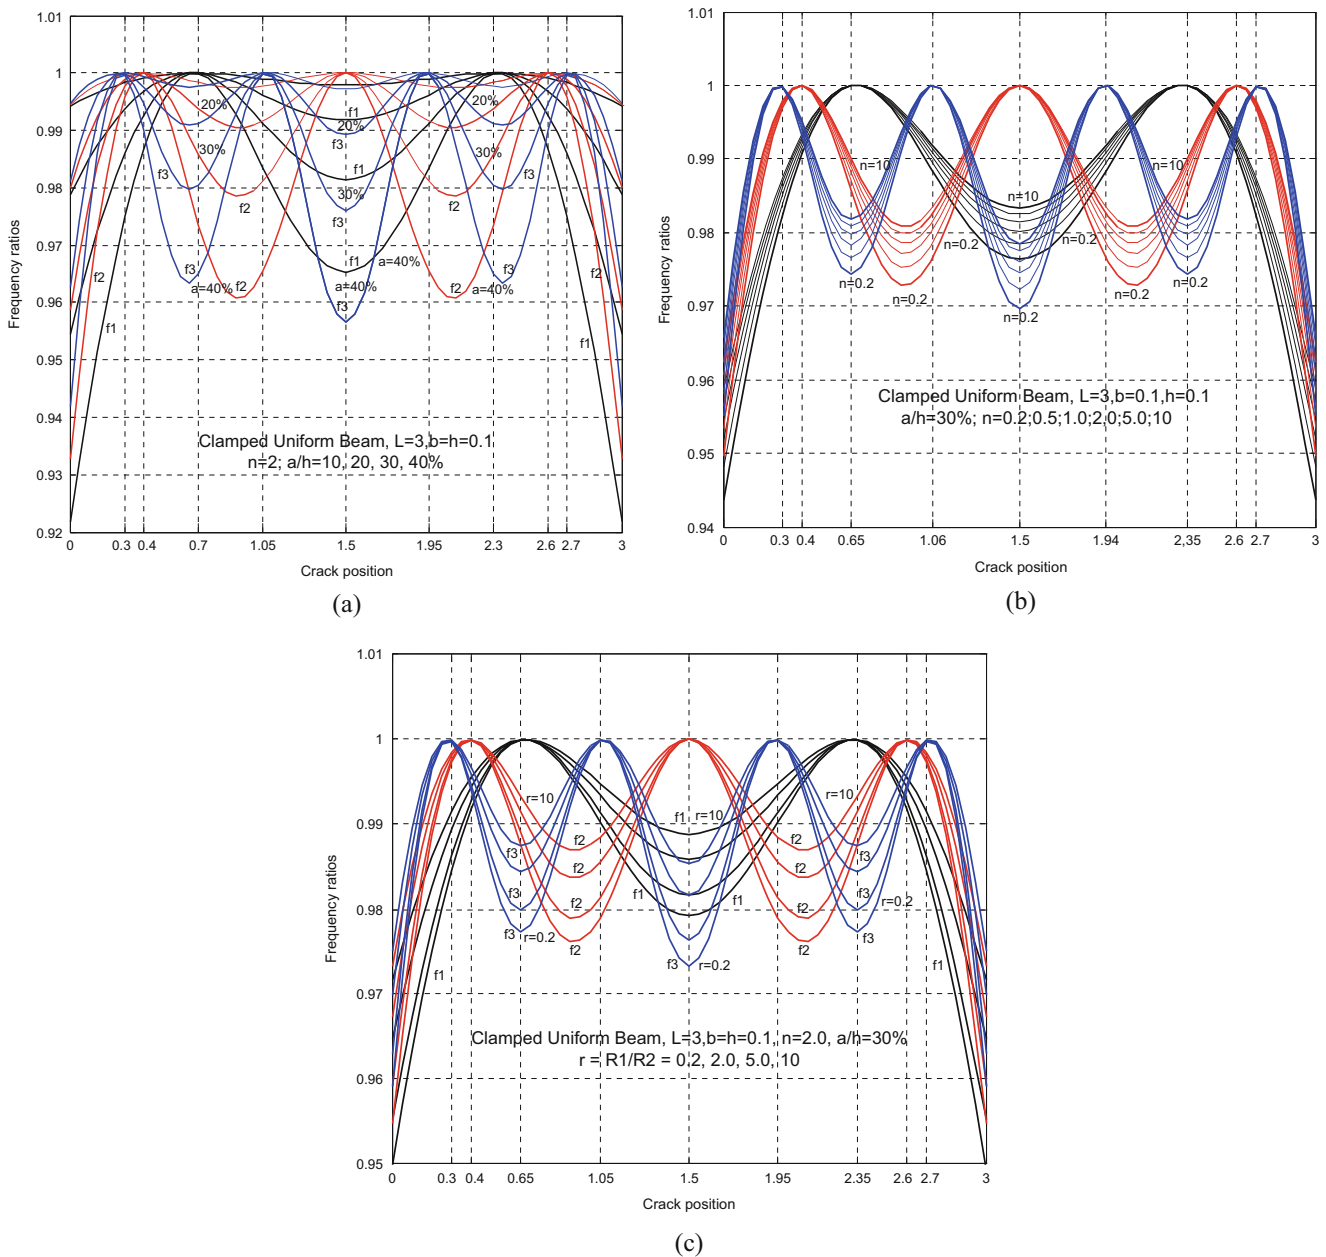 1.01
1
0.99
0.98
0.97
0.96
0.95
0.94
0.93
0.92
Frequency ratios
20%
20%
f1
20%
f3
30%
30%
f1
30%
f3
f3
f3
f2
f2
f2
f2
f3
f3
f1
a=40%
a=40%
f2
a=40%
f3
f2
a=40%
f1
f1
Clamped Uniform Beam, L=3,b=h=0.1
n=2; a/h=10, 20, 30, 40%
0 0.3 0.4 0.7 1.05 1.5 1.95 2.3 2.6 2.7 3
Crack position
(a)
1.01
1
0.99
0.98
0.97
0.96
0.95
0.94
Frequency ratios
n=10
n=10
n=10
n=0.2
n=0.2
n=0.2
n=0.2
n=0.2
n=0.2
n=0.2
Clamped Uniform Beam, L=3,b=0.1,h=0.1
a/h=30%; n=0.2;0.5;1.0;2,0;5.0;10
0 0.3 0.4 0.65 1.06 1.5 1.94 2,35 2.6 2.7 3
Crack position
(b)
1.01
1
0.99
0.98
0.97
0.96
0.95
Frequency ratios
r=10
r=10
f1 r=10
f2
f2
f3
f3
f2
f2
f3
f3
f1
f1
r=0.2
f2
f2
f3 r=0.2
f3
f2
f2
f3 r=0.2
f1
f1
Clamped Uniform Beam, L=3,b=h=0.1, n=2.0, a/h=30%
r = R1/R2 = 0.2, 2.0, 5.0, 10
0 0.3 0.4 0.65 1.05 1.5 1.95 2.35 2.6 2.7 3
Crack position
(c)